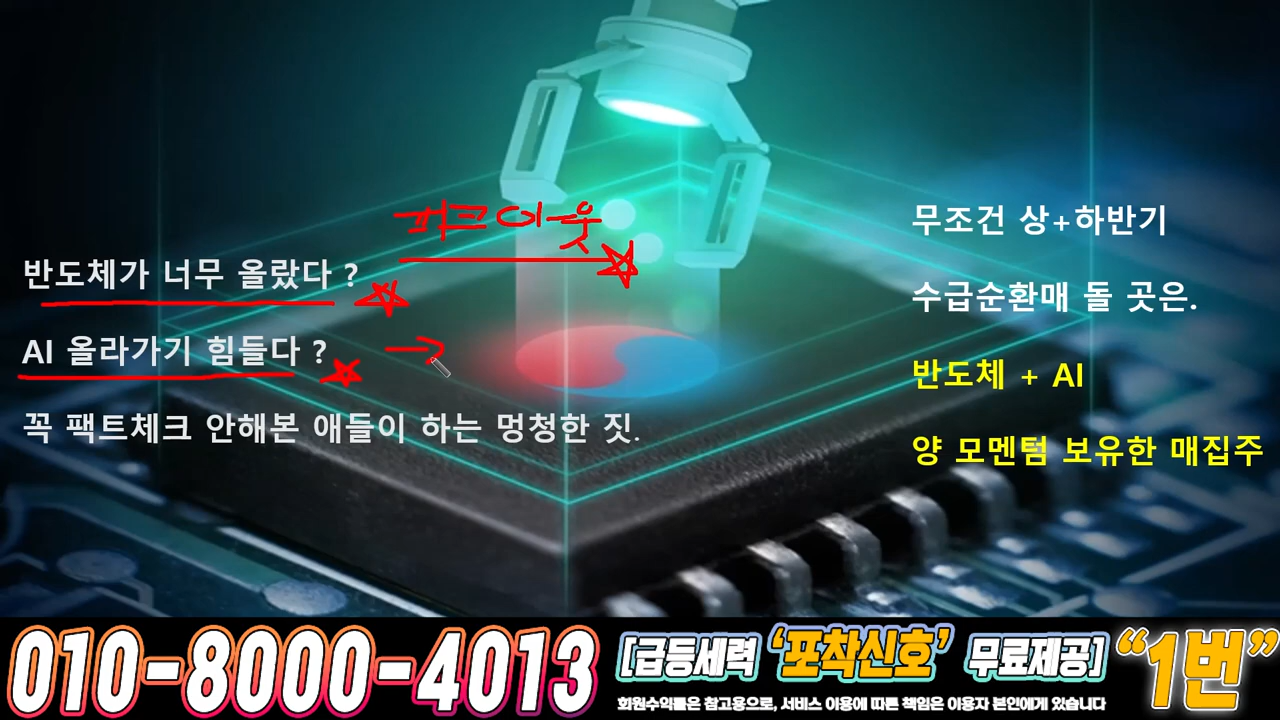 피크이웃
반도체가 너무 올랐다 ?
AI 올라가기 힘들다 ?
꼭 팩트체크 안해본 애들이 하는 멍청한 짓.
무조건 상+하반기
수급순환매 돌 곳은.
반도체 + AI
양 모멘텀 보유한 매집주
010-8000-4013
[급등세력 ‘포착신호’ 무료제공] “1번”
회원수익률은 참고용으로, 서비스 이용에 따른 책임은 이용자 본인에게 있습니다